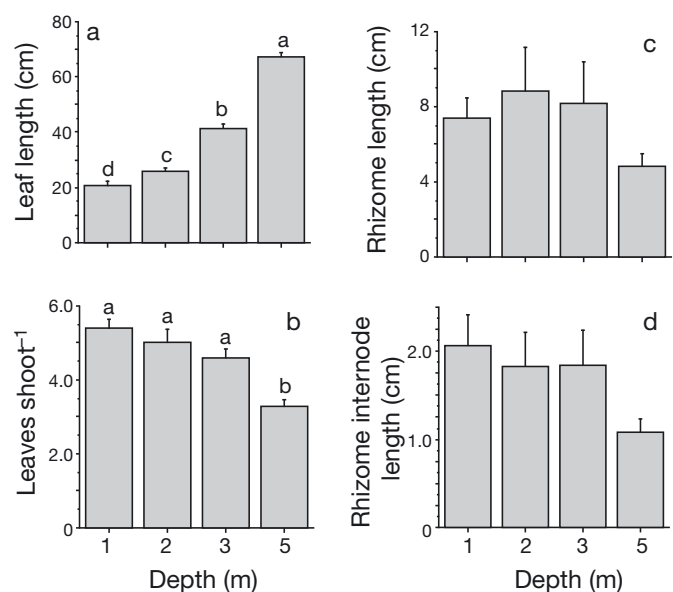 a
Leaf length (cm)
80
60
40
20
0
d
c
b
a
c
Rhizome length (cm)
12
8
4
0
b
Leaves shoot⁻¹
6.0
4.0
2.0
0
a
a
a
b
1 2 3 5
Depth (m)
d
Rhizome internode
length (cm)
2.0
1.0
0
1 2 3 5
Depth (m)